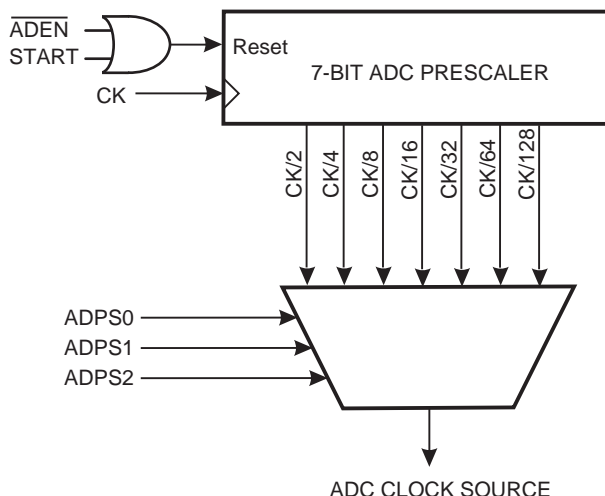 ADEN
START
Reset
7-BIT ADC PRESCALER
CK
CK/2
CK/4
CK/8
CK/16
CK/32
CK/64
CK/128
ADPS0
ADPS1
ADPS2
ADC CLOCK SOURCE